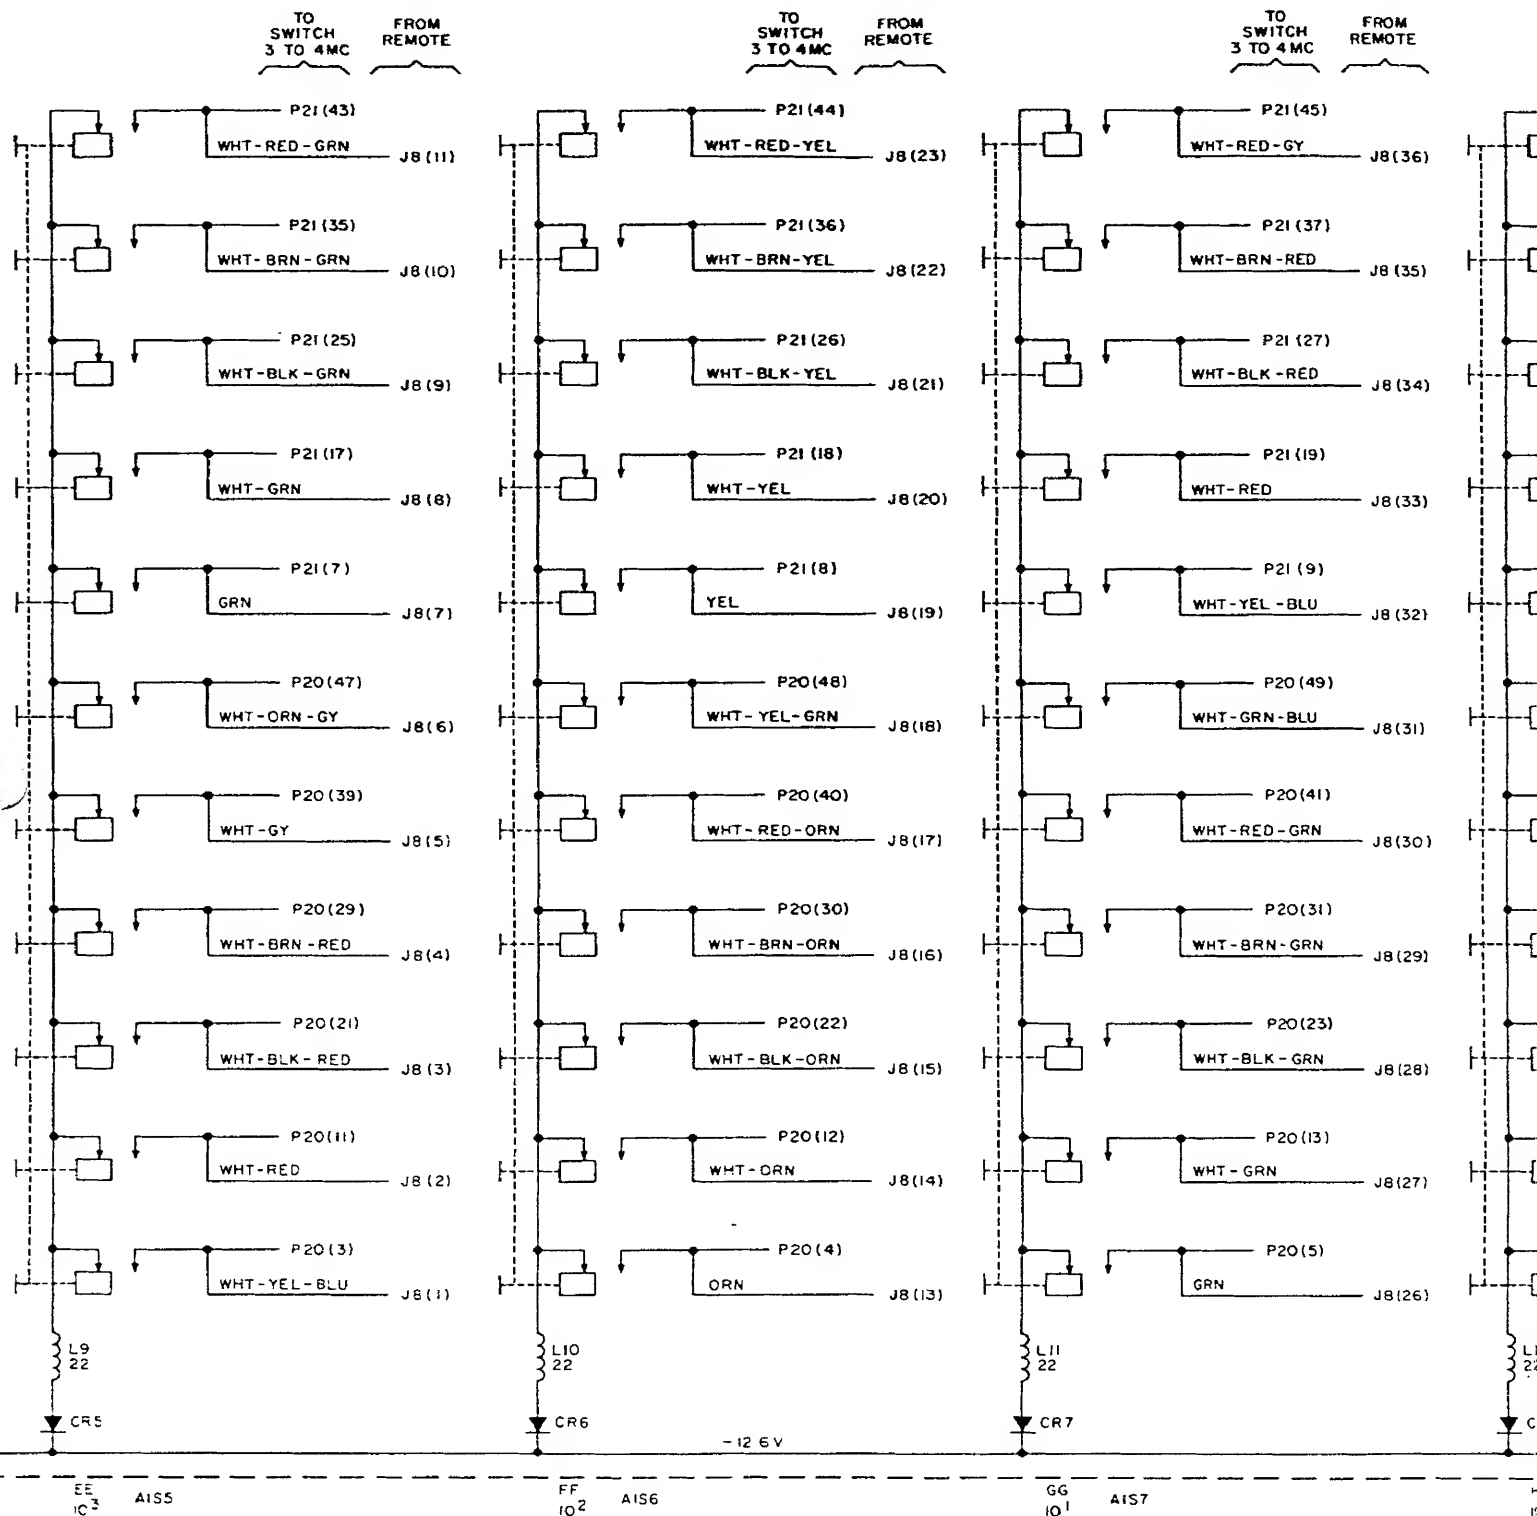 TO
SWITCH
3 TO 4MC
FROM
REMOTE
P21(43)
WHT-RED-GRN
J8(11)
P21(35)
WHT-BRN-GRN
J8(10)
P21(25)
WHT-BLK-GRN
J8(9)
P21(17)
WHT-GRN
J8(8)
P21(7)
GRN
J8(7)
P20(47)
WHT-ORN-GY
J8(6)
P20(39)
WHT-GY
J8(5)
P20(29)
WHT-BRN-RED
J8(4)
P20(21)
WHT-BLK-RED
J8(3)
P20(11)
WHT-RED
J8(2)
P20(3)
WHT-YEL-BLU
J8(1)
L9
22
CR5
EE
10³
A1S5
TO
SWITCH
3 TO 4MC
FROM
REMOTE
P21(44)
WHT-RED-YEL
J8(23)
P21(36)
WHT-BRN-YEL
J8(22)
P21(26)
WHT-BLK-YEL
J8(21)
P21(18)
WHT-YEL
J8(20)
P21(8)
YEL
J8(19)
P20(48)
WHT-YEL-GRN
J8(18)
P20(40)
WHT-RED-ORN
J8(17)
P20(30)
WHT-BRN-ORN
J8(16)
P20(22)
WHT-BLK-ORN
J8(15)
P20(12)
WHT-ORN
J8(14)
P20(4)
ORN
J8(13)
L10
22
CR6
-12 6 V
FF
10²
A1S6
TO
SWITCH
3 TO 4MC
FROM
REMOTE
P21(45)
WHT-RED-GY
J8(36)
P21(37)
WHT-BRN-RED
J8(35)
P21(27)
WHT-BLK-RED
J8(34)
P21(19)
WHT-RED
J8(33)
P21(9)
WHT-YEL-BLU
J8(32)
P20(49)
WHT-GRN-BLU
J8(31)
P20(41)
WHT-RED-GRN
J8(30)
P20(31)
WHT-BRN-GRN
J8(29)
P20(23)
WHT-BLK-GRN
J8(28)
P20(13)
WHT-GRN
J8(27)
P20(5)
GRN
J8(26)
L11
22
CR7
GG
10¹
A1S7